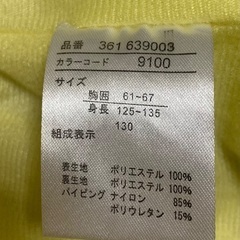 品番 361 639003
カラーコード 9100
サイズ
胸囲 61~67
身長 125~135
130
組成表示
表生地 ポリエステル 100%
裏生地 ポリエステル 100%
パイピング ナイロン 85%
ポリウレタン 15%